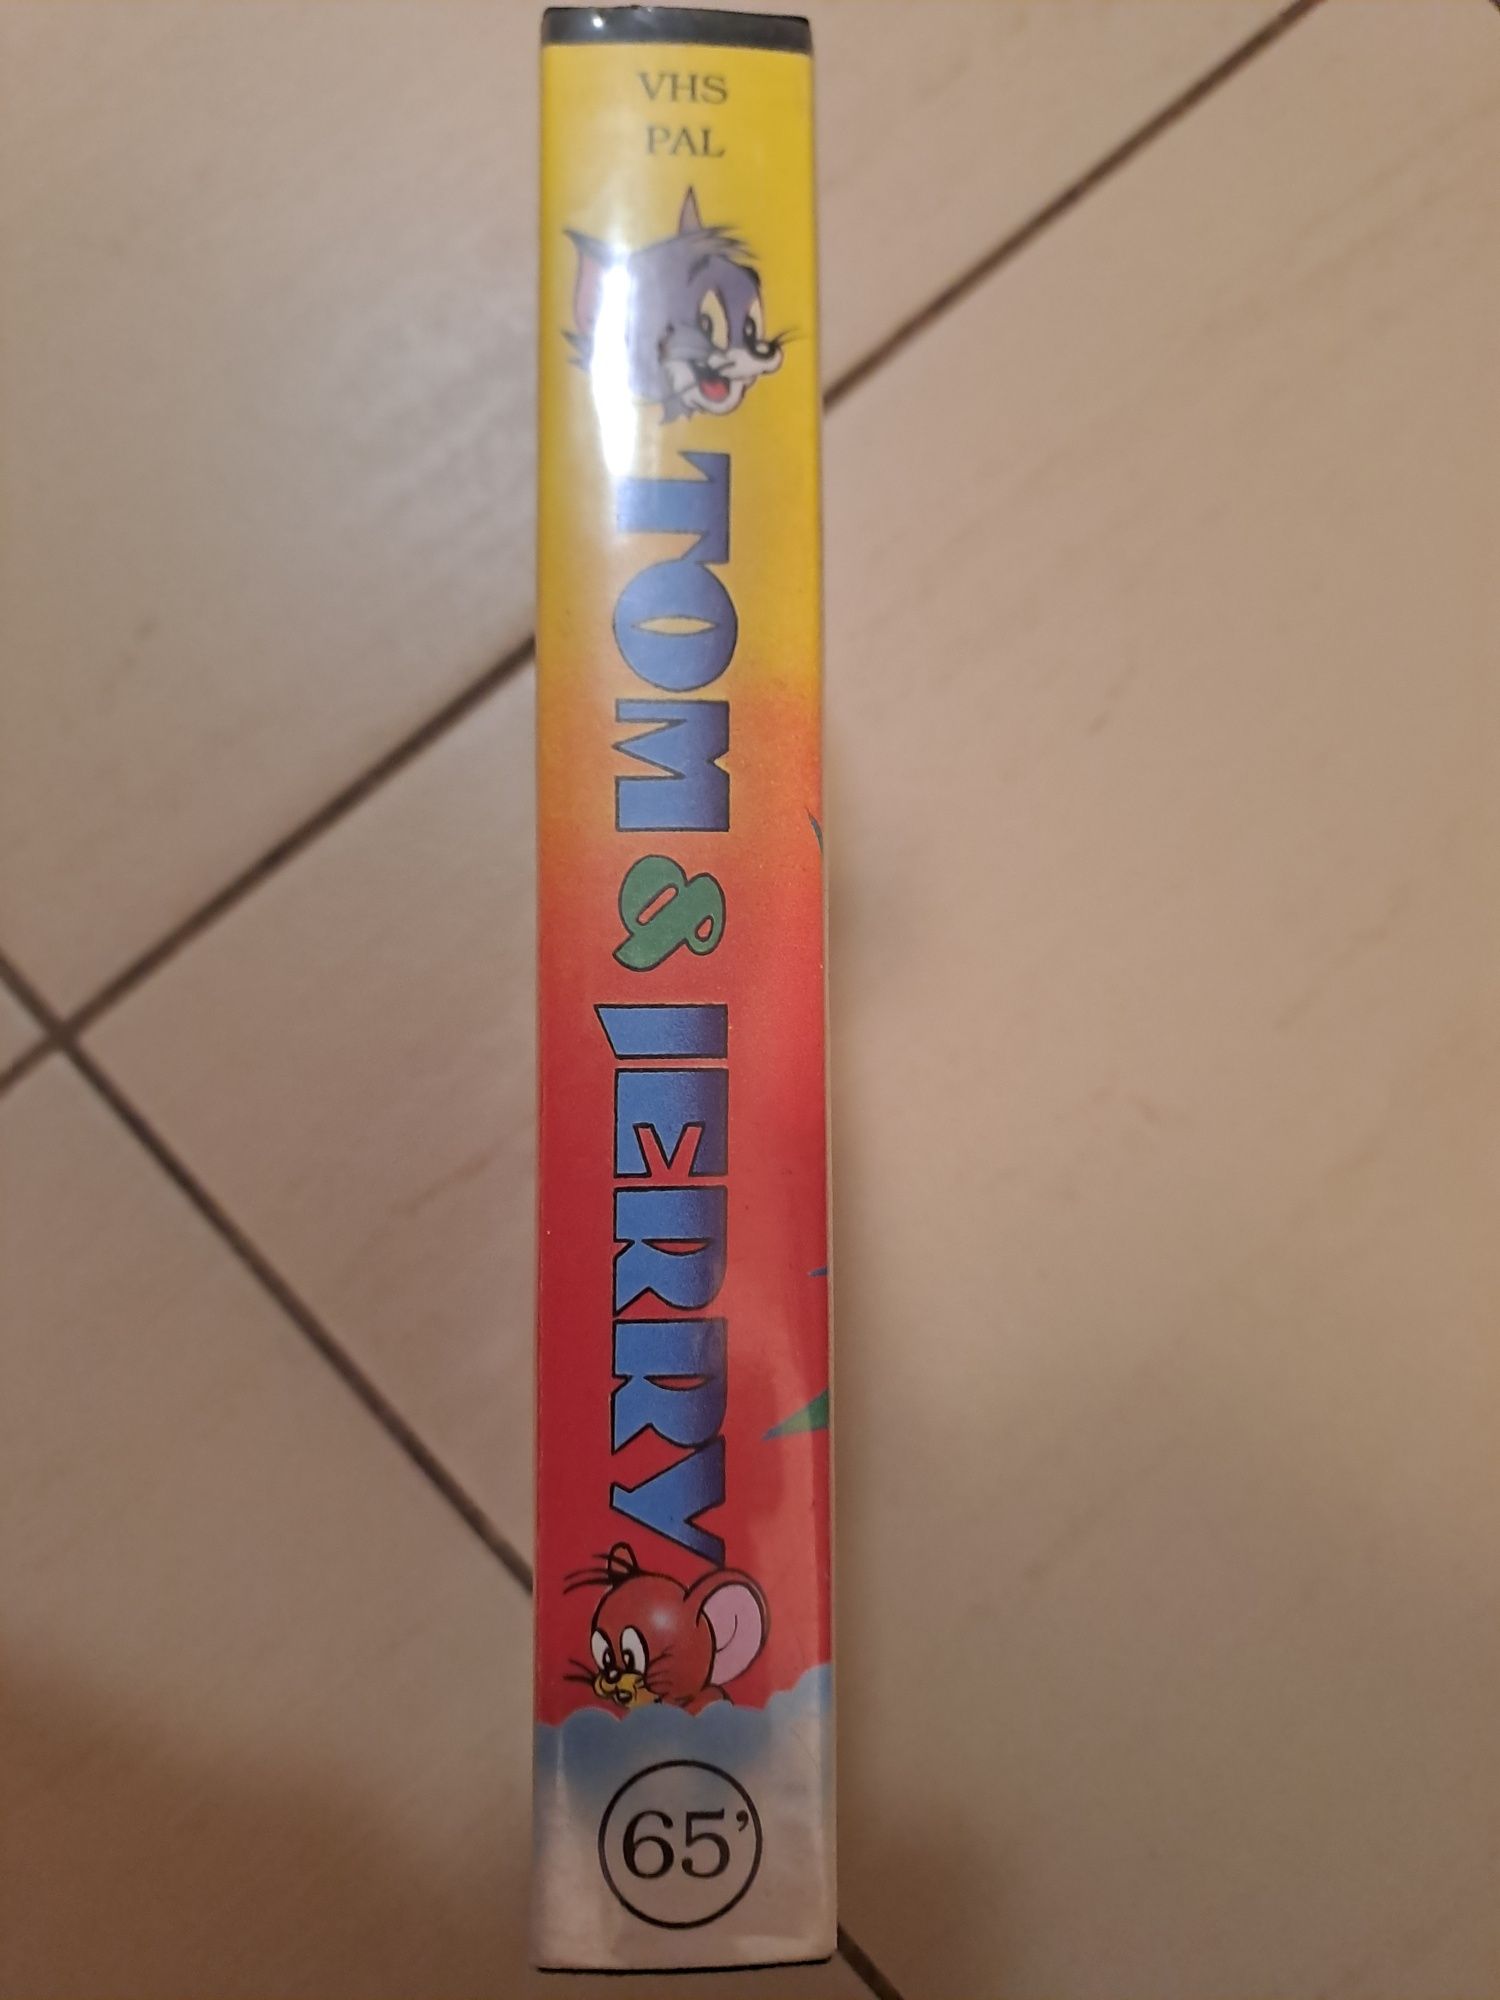 VHS
PAL
TOM & JERRY
65'